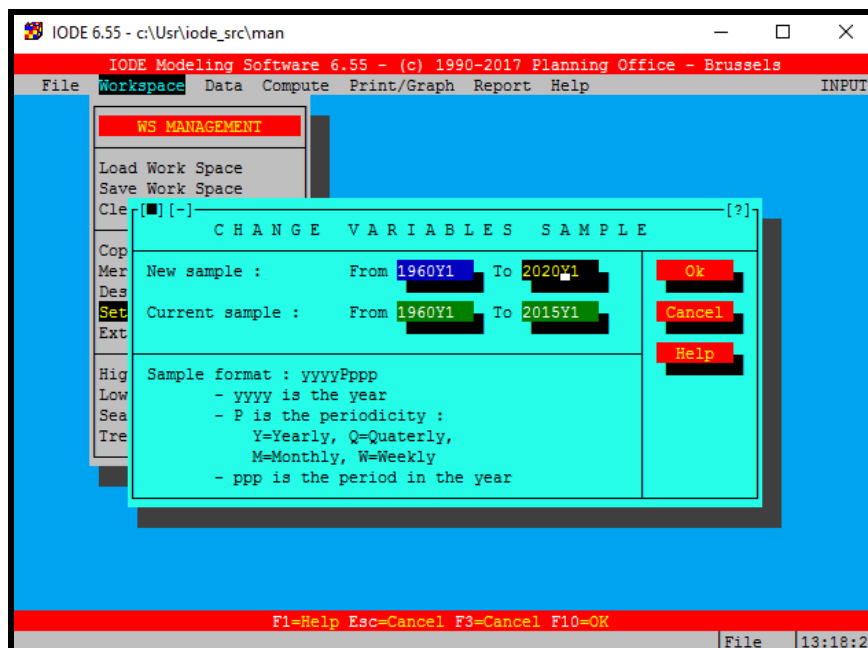 IODE 6.55 - c:\Usr\iode_src\man
IODE Modeling Software 6.55 - (c) 1990-2017 Planning Office - Brussels
File Workspace Data Compute Print/Graph Report Help INPUT
WS MANAGEMENT
Load Work Space
Save Work Space
Cle
[■] [-] [?]
CHANGE VARIABLES SAMPLE
Cop
Mer
Des
Set
Ext
Hig
Low
Sea
Tre
New sample : From 1960Y1 To 2020Y1
Current sample : From 1960Y1 To 2015Y1
Ok
Cancel
Help
Sample format : yyyyPppp
- yyyy is the year
- P is the periodicity :
Y=Yearly, Q=Quaterly,
M=Monthly, W=Weekly
- ppp is the period in the year
F1=Help Esc=Cancel F3=Cancel F10=OK
File 13:18:2